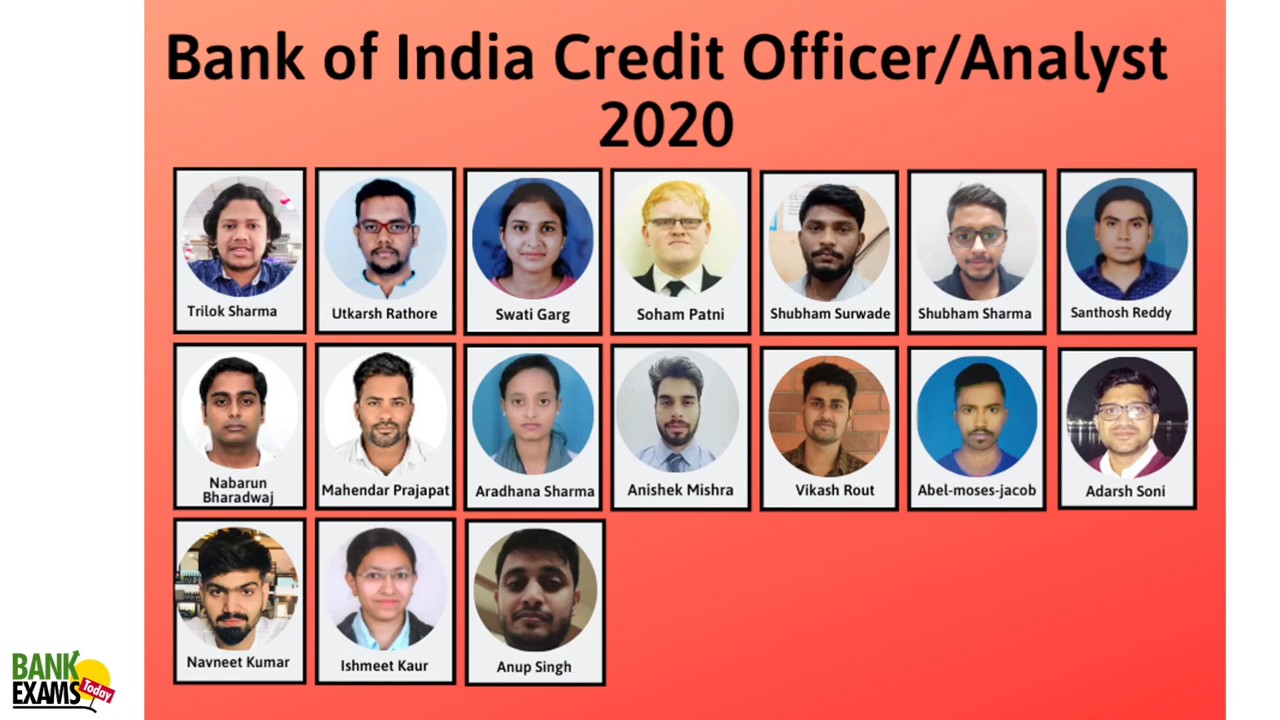 Bank of India Credit Officer/Analyst
2020
Trilok Sharma
Utkarsh Rathore
Swati Garg
Soham Patni
Shubham Surwade
Shubham Sharma
Santhosh Reddy
Nabarun
Bharadwaj
Mahendar Prajapat
Aradhana Sharma
Anishek Mishra
Vikash Rout
Abel-moses-jacob
Adarsh Soni
Navneet Kumar
Ishmeet Kaur
Anup Singh
BANK
EXAMS Today